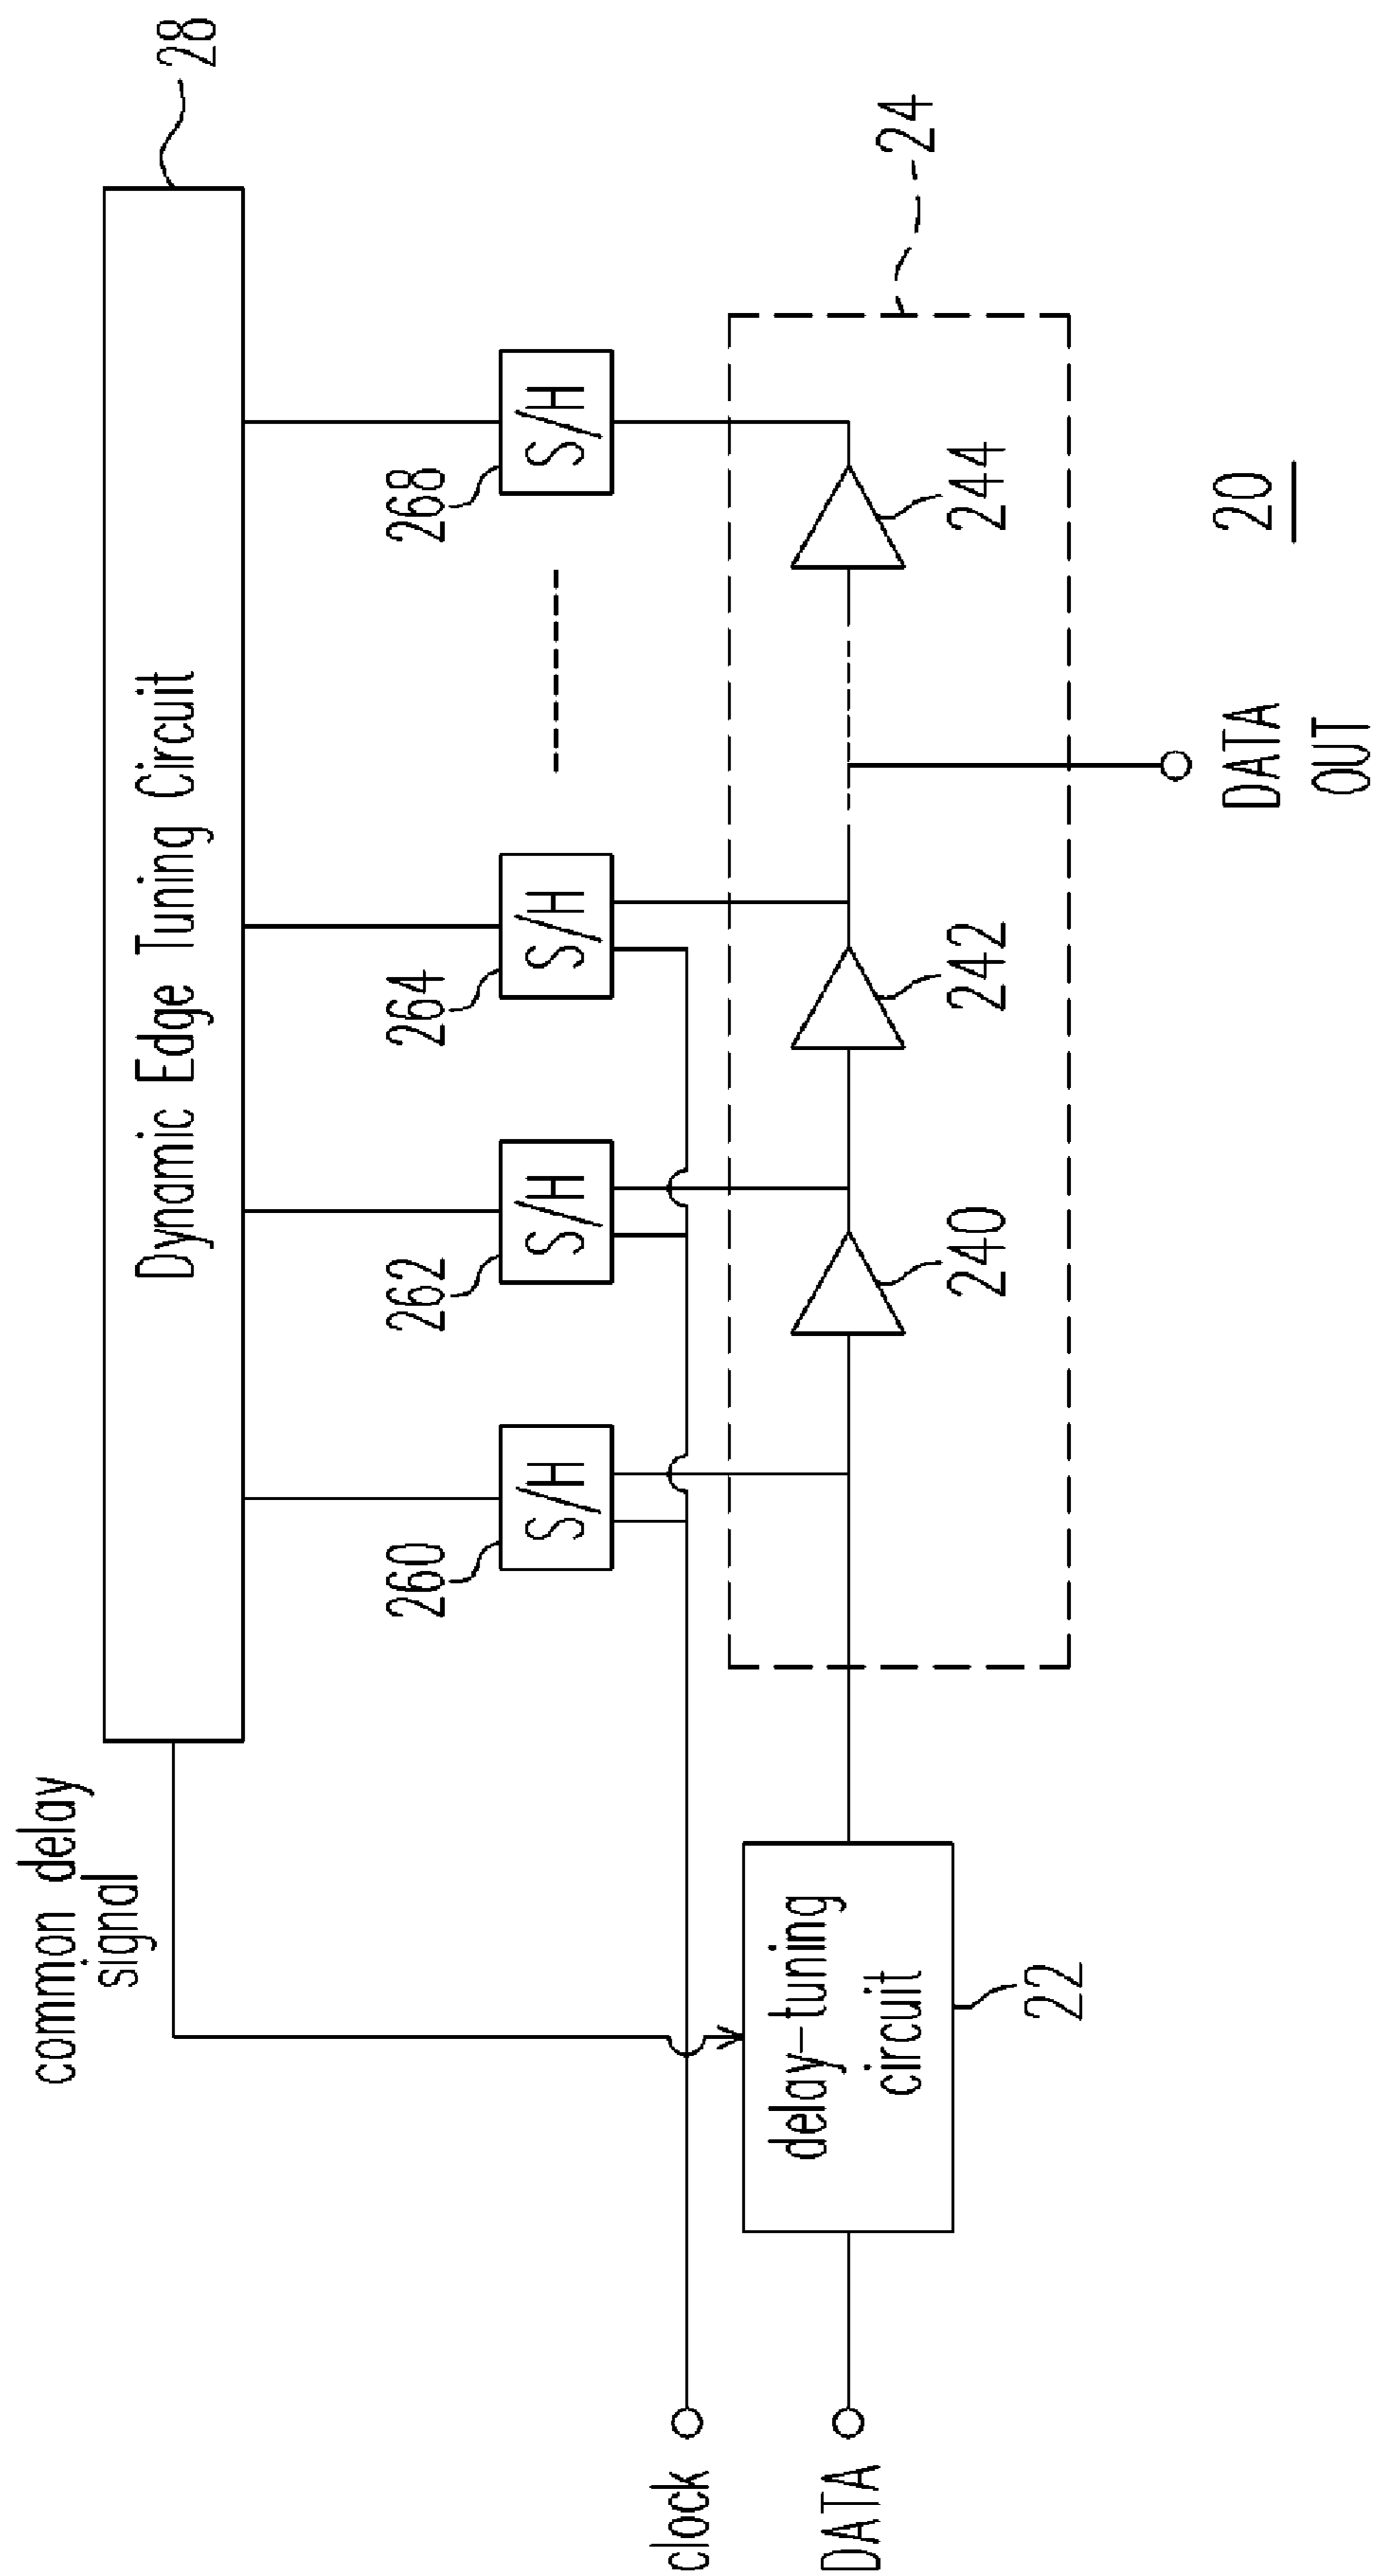 common delay
signal
Dynamic Edge Tuning Circuit
28
260
262
264
268
S/H
S/H
S/H
S/H
clock
DATA
delay-tuning
circuit
22
240
242
244
24
DATA
OUT
20